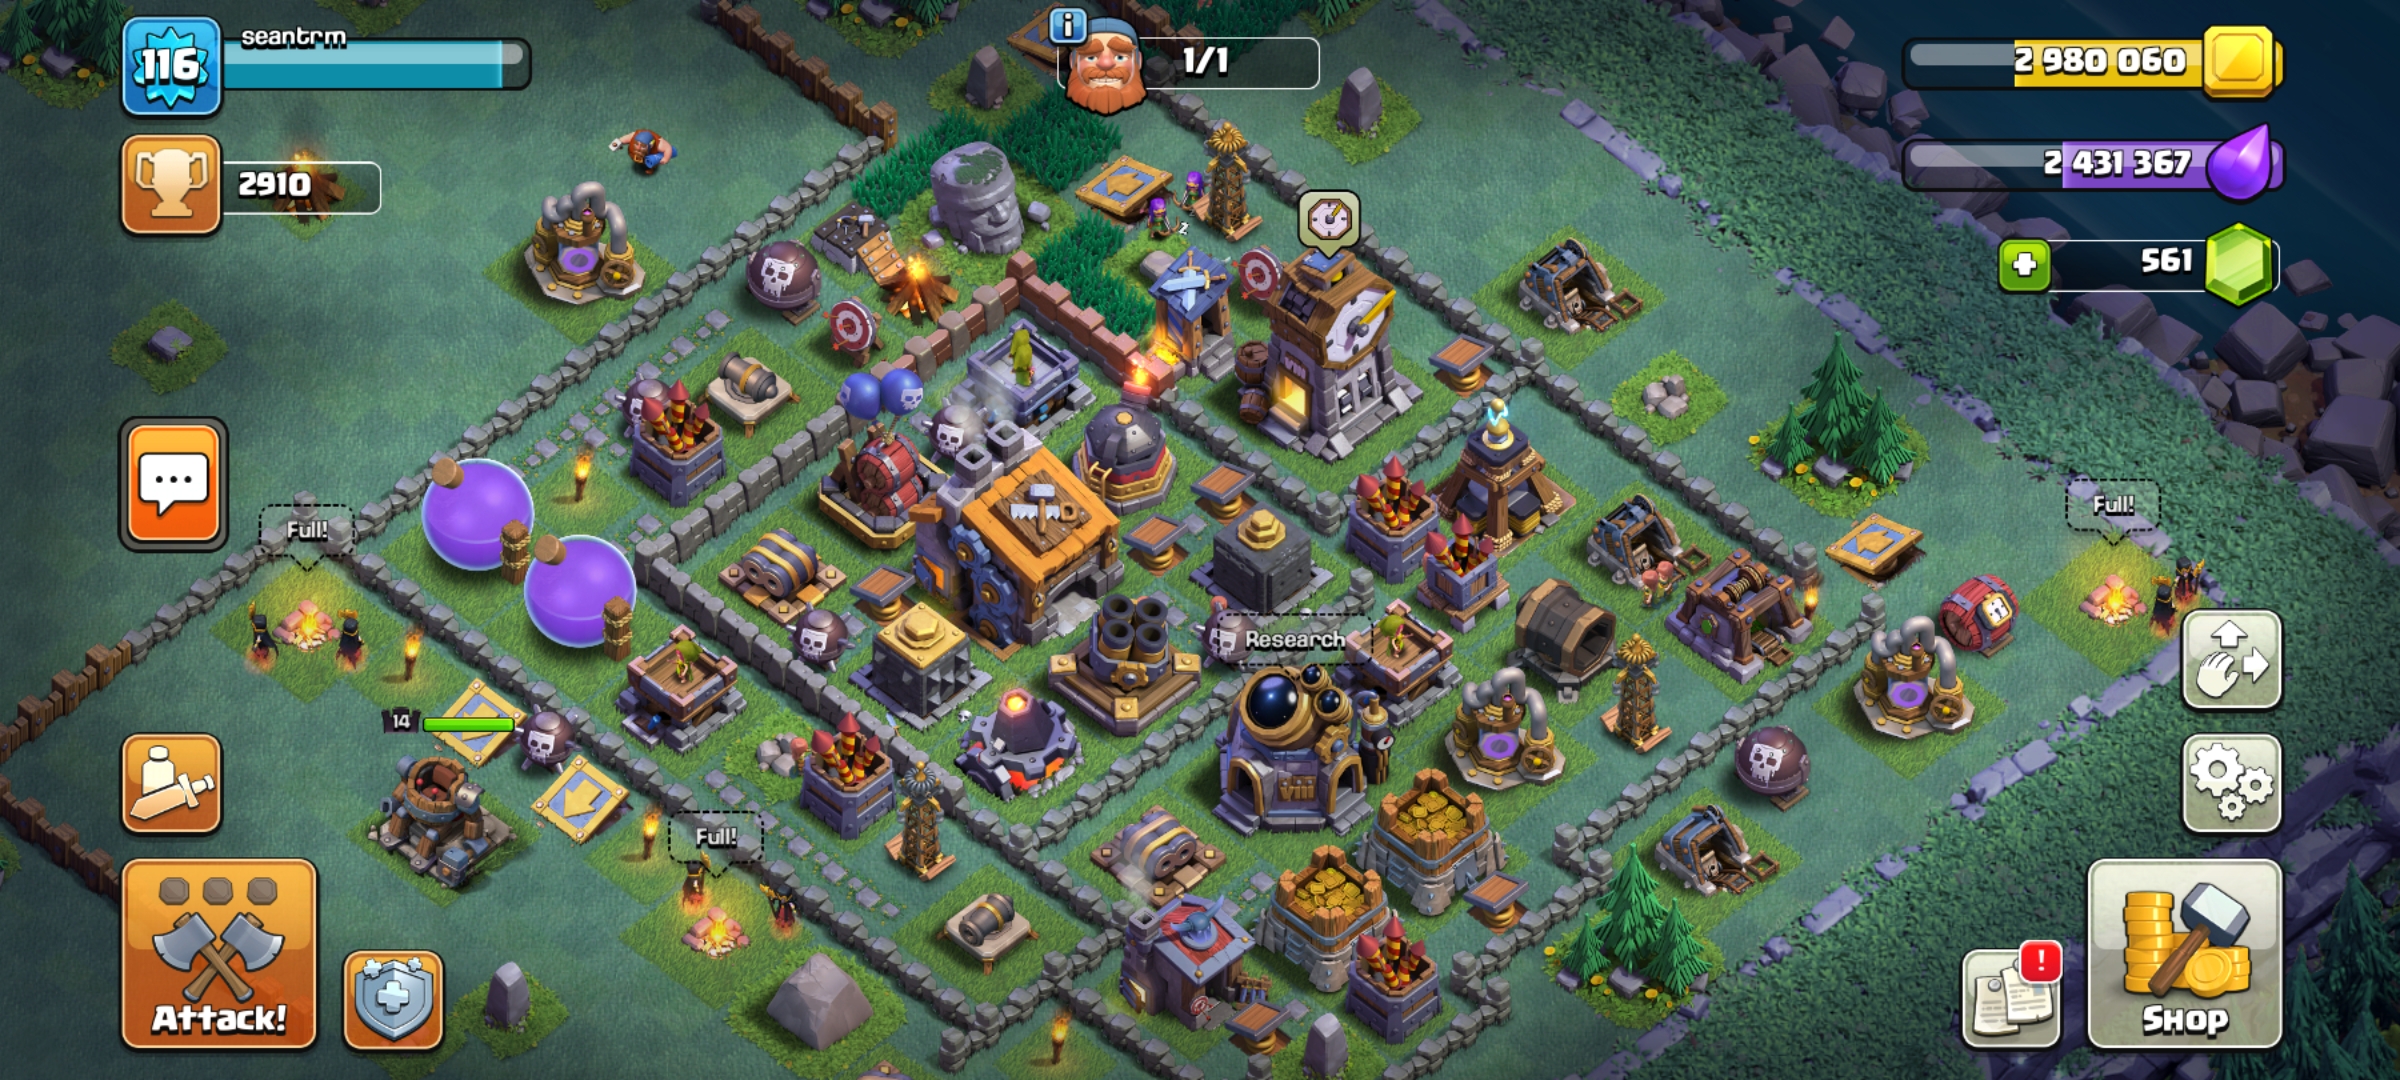 116
seantrm
1/1
2 980 060
2910
2 431 367
561
Full!
Full!
Research
14
Full!
Attack!
!
Shop